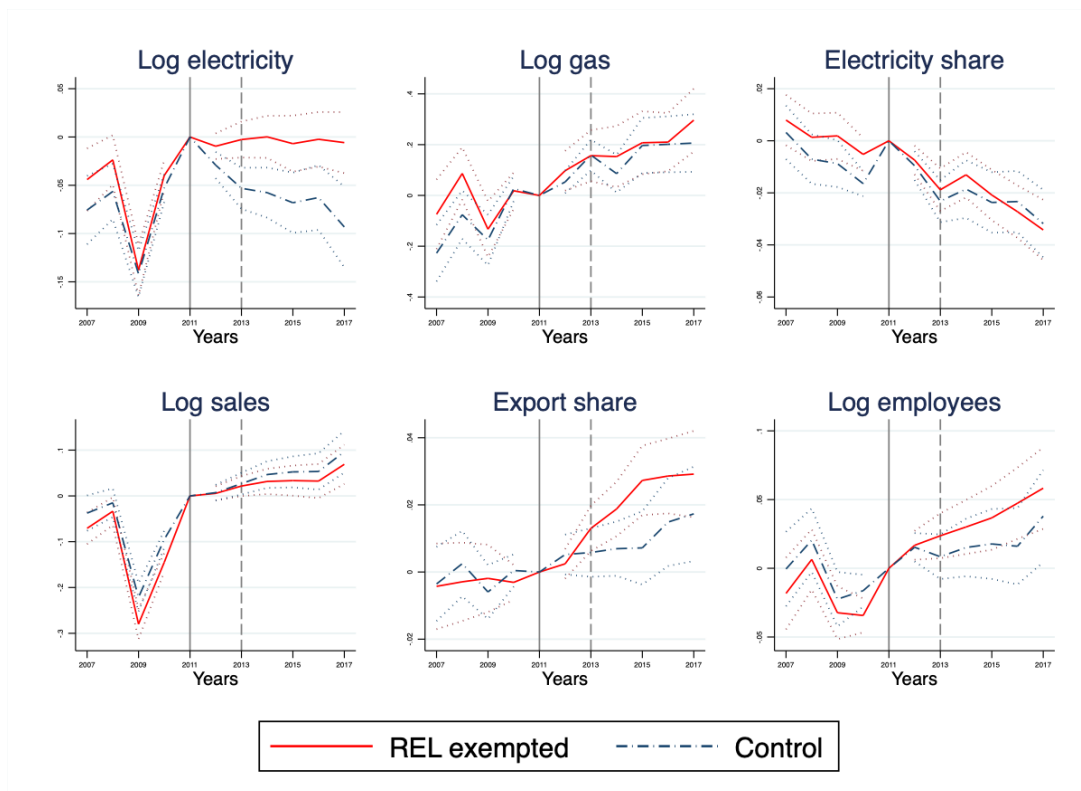 Log electricity
.05
0
-.05
-.1
-.15
2007 2009 2011 2013 2015 2017
Years
Log gas
.4
.2
0
-.2
-.4
2007 2009 2011 2013 2015 2017
Years
Electricity share
.02
0
-.02
-.04
-.06
2007 2009 2011 2013 2015 2017
Years
Log sales
.1
0
-.1
-.2
-.3
2007 2009 2011 2013 2015 2017
Years
Export share
.04
.02
0
-.02
2007 2009 2011 2013 2015 2017
Years
Log employees
.1
.05
0
-.05
2007 2009 2011 2013 2015 2017
Years
REL exempted Control